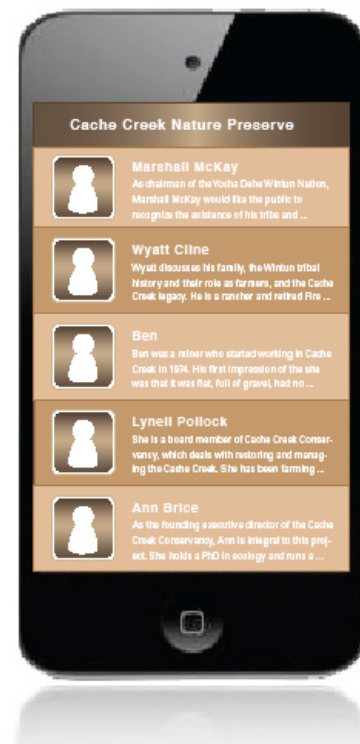 Cache Creek Nature Preserve
Marshall McKay
As chairman of the Yocha Dehe Wintun Nation,
Marshall McKay would like the public to
recognize the existence of his tribe and ...
Wyatt Cline
Wyatt discusses his family, the Wintun tribal
history and their role as farmers, and the Cache
Creek legacy. He is a rancher and retired Fire ...
Ben
Ben was a miner who started working in Cache
Creek in 1974. His first impression of the site
was that it was flat, full of gravel, had no ...
Lynell Pollock
She is a board member of Cache Creek Conser-
vancy, which deals with restoring and manag-
ing the Cache Creek. She has been farming ...
Ann Brice
As the founding executive director of the Cache
Creek Conservancy, Ann is integral to this proj-
ect. She holds a PhD in ecology and runs a ...